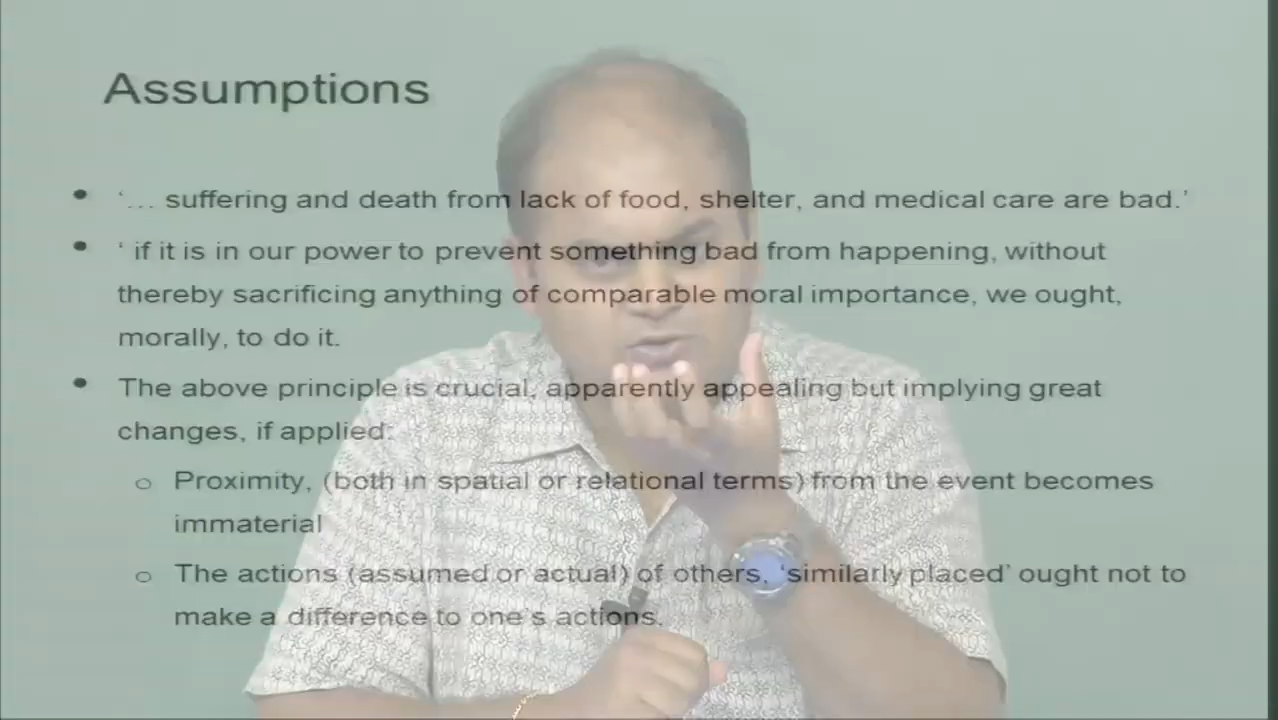 Assumptions
• ‘… suffering and death from lack of food, shelter, and medical care are bad.’
• ‘ if it is in our power to prevent something bad from happening, without
thereby sacrificing anything of comparable moral importance, we ought,
morally, to do it.
• The above principle is crucial, apparently appealing but implying great
changes, if applied:
o Proximity, (both in spatial or relational terms) from the event becomes
immaterial
o The actions (assumed or actual) of others, ‘similarly placed’ ought not to
make a difference to one’s actions.